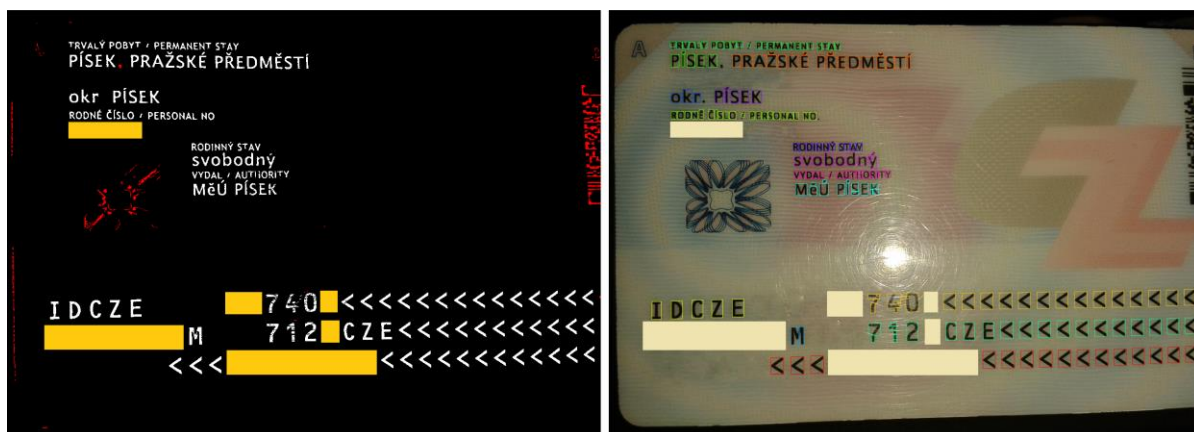 TRVALÝ POBYT / PERMANENT STAY
PÍSEK, PRAŽSKÉ PŘEDMĚSTÍ
okr PÍSEK
RODNÉ ČÍSLO / PERSONAL NO
RODINNÝ STAV
svobodný
VYDAL / AUTHORITY
MěÚ PÍSEK
740 <<<<<<<<<<<<<<
IDCZE
712 CZE<<<<<<<<<<<
M
<<< <<<<<<<<<<<<
A
TRVALÝ POBYT / PERMANENT STAY
PÍSEK, PRAŽSKÉ PŘEDMĚSTÍ
okr. PÍSEK
RODNÉ ČÍSLO / PERSONAL NO.
RODINNÝ STAV
svobodný
VYDAL / AUTHORITY
MěÚ PÍSEK
CZ
740 <<<<<<<<<<<<<<
IDCZE
712 CZE<<<<<<<<<<<
M
<<< <<<<<<<<<<<<